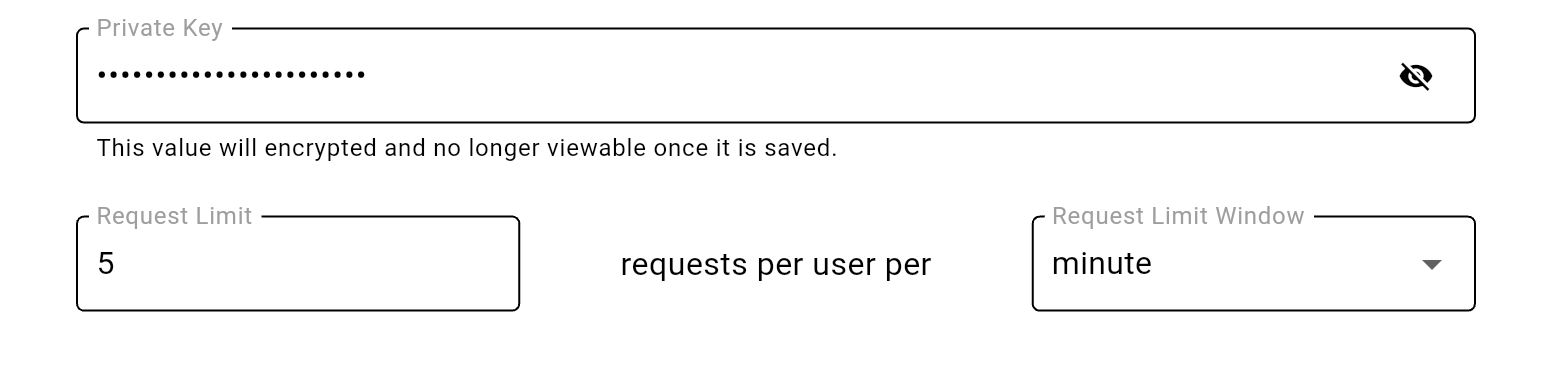 Private Key
•••••••••••••••••••••••
This value will encrypted and no longer viewable once it is saved.
Request Limit
5
requests per user per
Request Limit Window
minute